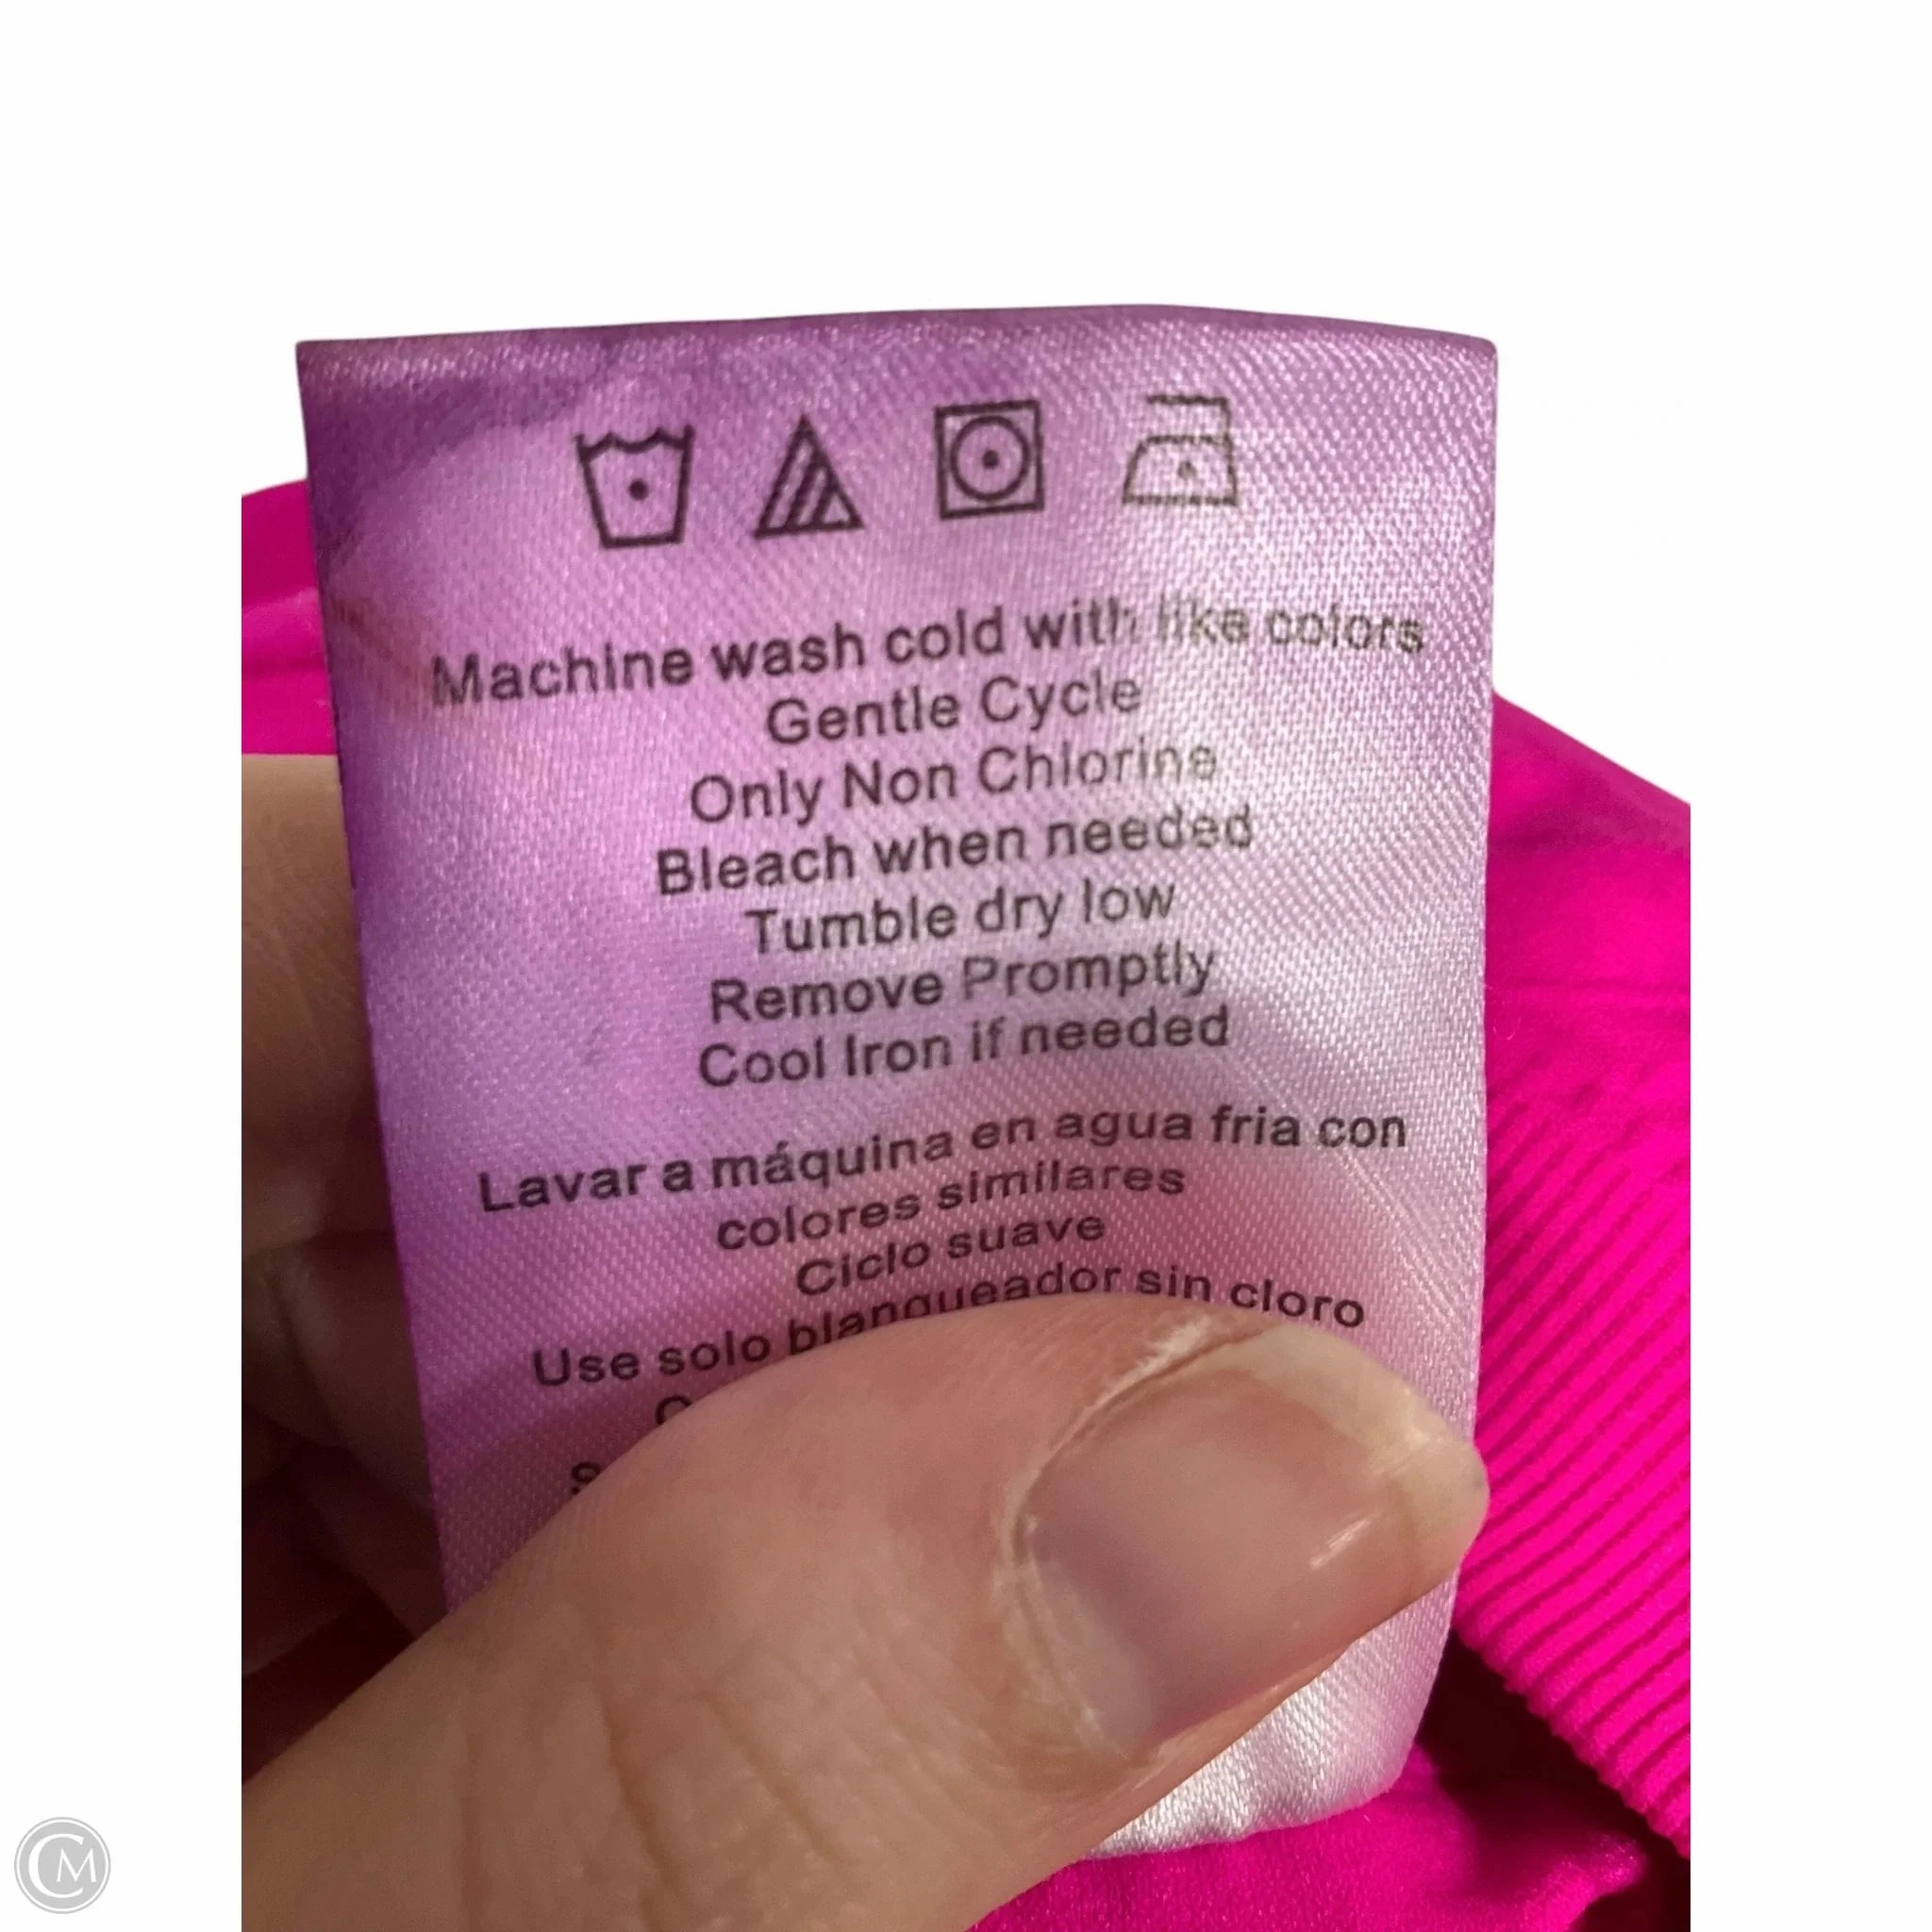 Machine wash cold with like colors
Gentle Cycle
Only Non Chlorine
Bleach when needed
Tumble dry low
Remove Promptly
Cool Iron if needed
Lavar a máquina en agua fria con
colores similares
Ciclo suave
Use solo blanqueador sin cloro
CM